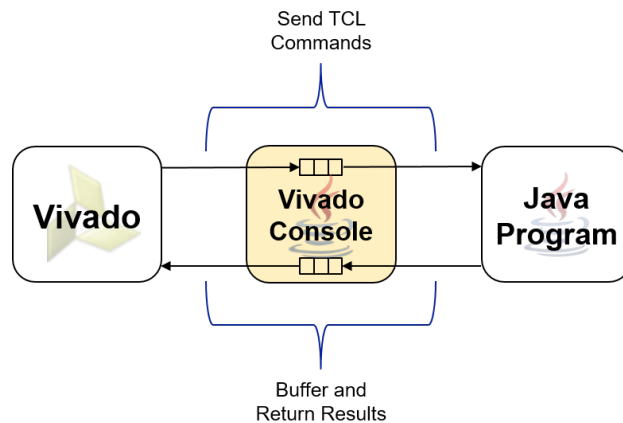 Send TCL
Commands
Vivado
Vivado
Console
Java
Program
Buffer and
Return Results